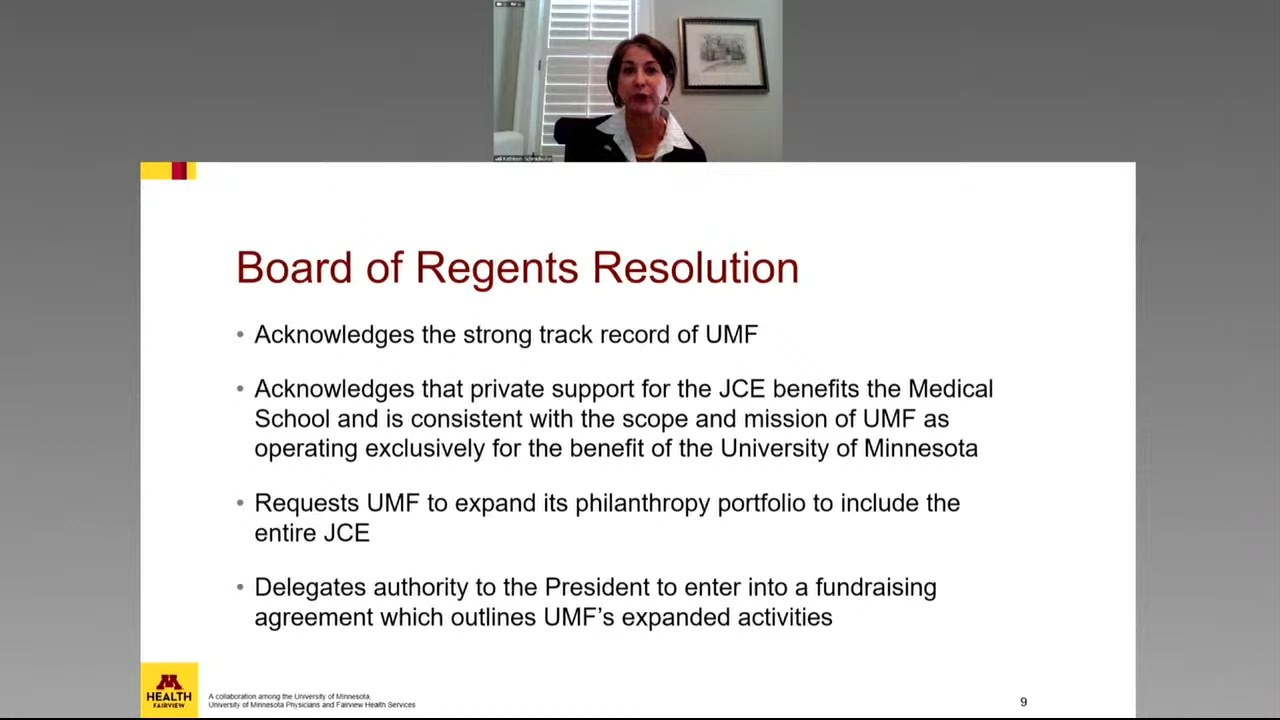 Kathleen Schmidlkofer
Board of Regents Resolution
• Acknowledges the strong track record of UMF
• Acknowledges that private support for the JCE benefits the Medical
School and is consistent with the scope and mission of UMF as
operating exclusively for the benefit of the University of Minnesota
• Requests UMF to expand its philanthropy portfolio to include the
entire JCE
• Delegates authority to the President to enter into a fundraising
agreement which outlines UMF’s expanded activities
M
HEALTH
FAIRVIEW
A collaboration among the University of Minnesota,
University of Minnesota Physicians and Fairview Health Services
9